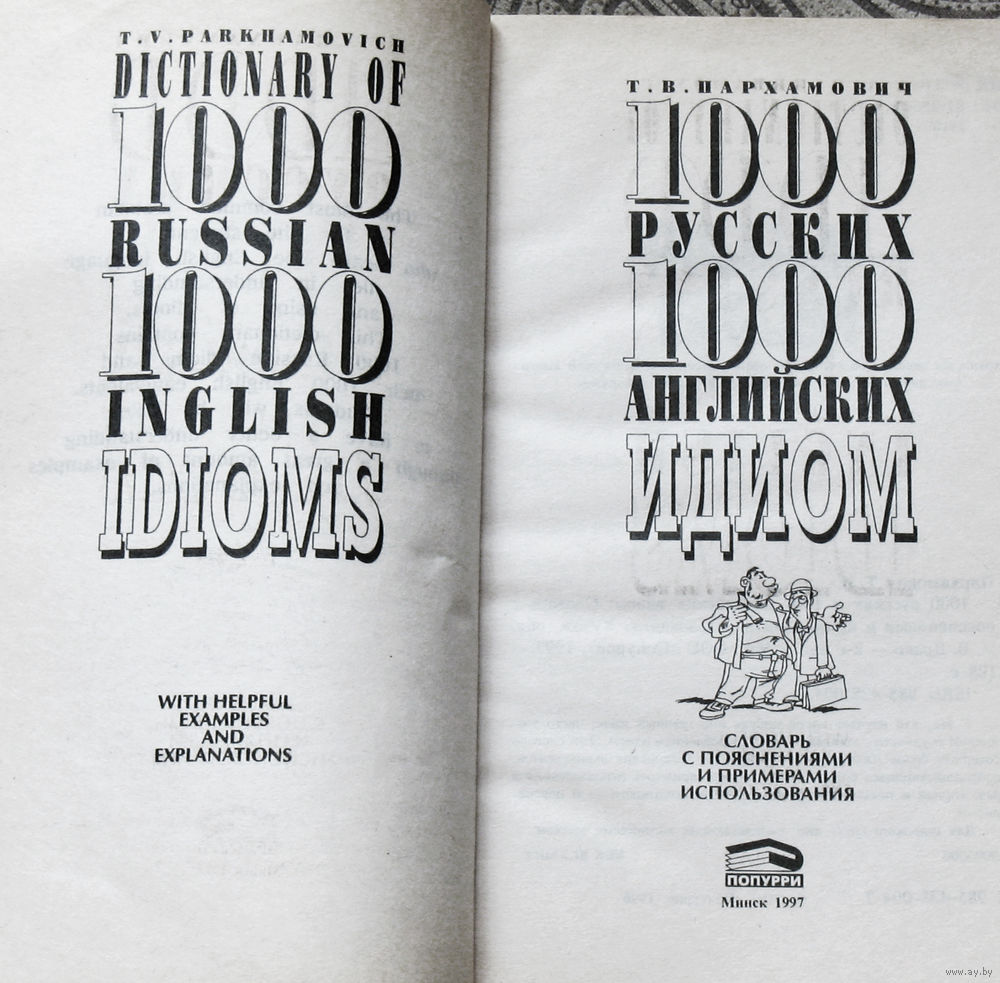 T.V.PARKHAMOVICH
DICTIONARY OF
1000
RUSSIAN
1000
INGLISH
IDIOMS
WITH HELPFUL
EXAMPLES
AND
EXPLANATIONS
Т.В.ПАРХАМОВИЧ
1000
РУССКИХ
1000
АНГЛИЙСКИХ
ИДИОМ
СЛОВАРЬ
С ПОЯСНЕНИЯМИ
И ПРИМЕРАМИ
ИСПОЛЬЗОВАНИЯ
ПОПУРРИ
Минск 1997
www.ay.by